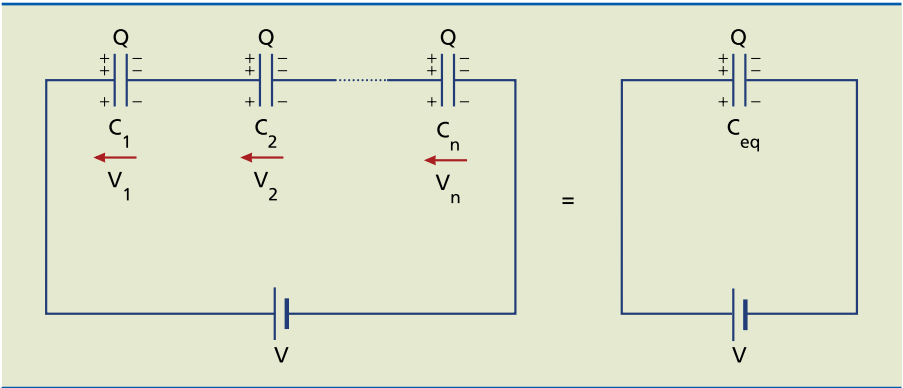 Q Q Q Q
+ − + − + − + −
+ − + − + − + −
+ − + − + − + −
C1 C2 Cn Ceq
V1 V2 Vn
=
V V